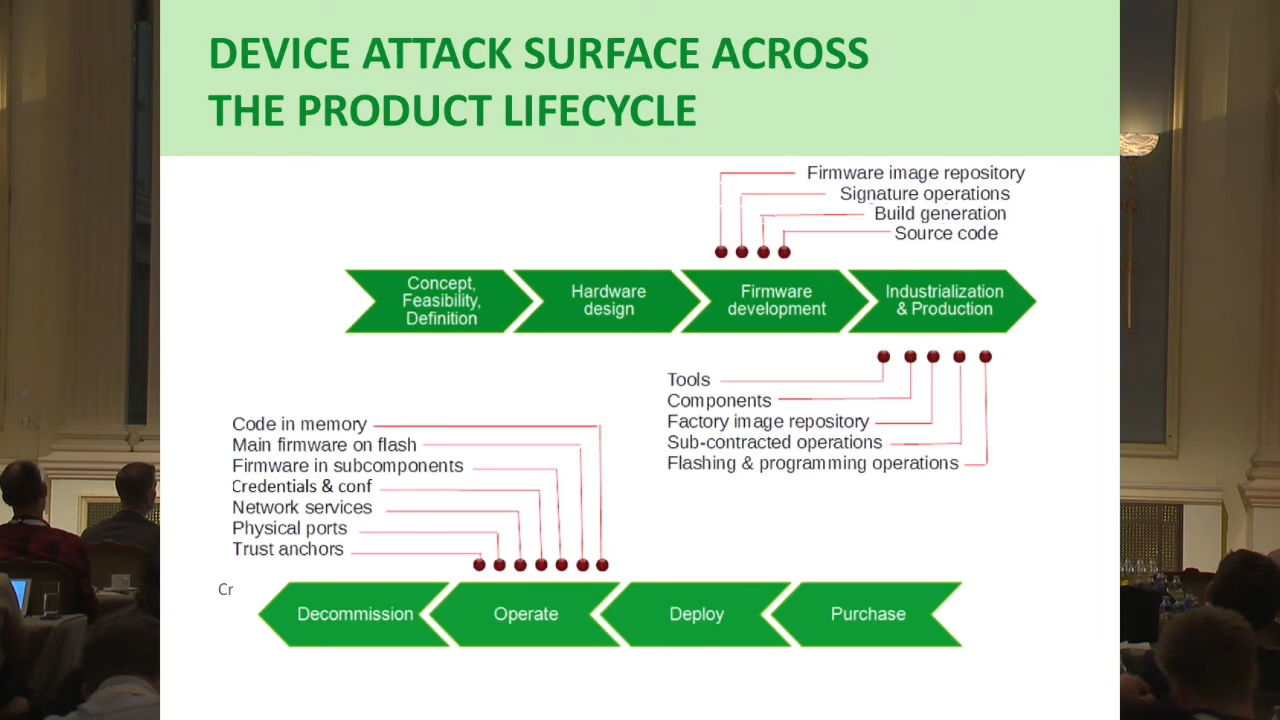 DEVICE ATTACK SURFACE ACROSS
THE PRODUCT LIFECYCLE
Firmware image repository
Signature operations
Build generation
Source code
Concept,
Feasibility,
Definition
Hardware
design
Firmware
development
Industrialization
& Production
Tools
Components
Factory image repository
Sub-contracted operations
Flashing & programming operations
Code in memory
Main firmware on flash
Firmware in subcomponents
Credentials & conf
Network services
Physical ports
Trust anchors
Cr
Decommission
Operate
Deploy
Purchase